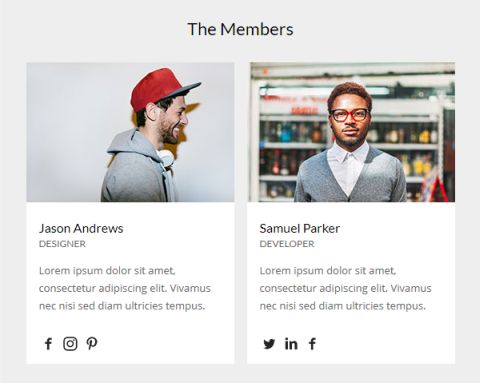 The Members
Jason Andrews
DESIGNER
Lorem ipsum dolor sit amet,
consectetur adipiscing elit. Vivamus
nec nisi sed diam ultricies tempus.
Samuel Parker
DEVELOPER
Lorem ipsum dolor sit amet,
consectetur adipiscing elit. Vivamus
nec nisi sed diam ultricies tempus.